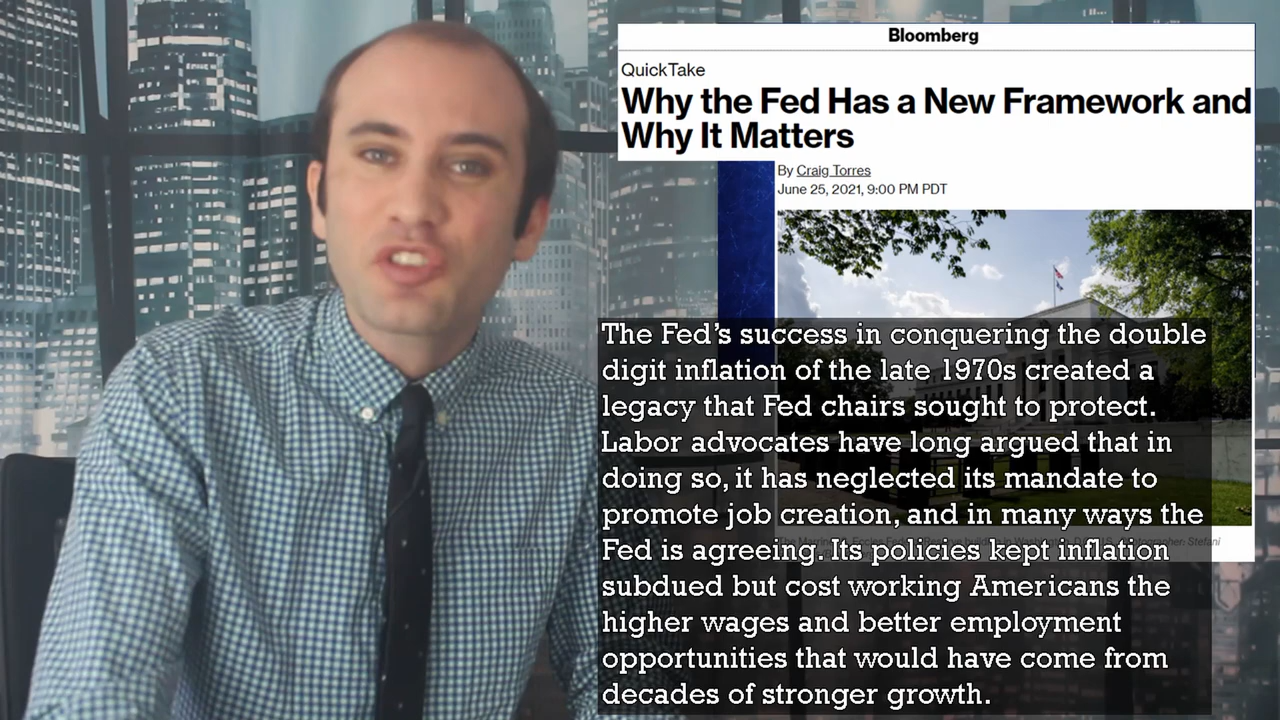 Bloomberg
QuickTake
Why the Fed Has a New Framework and
Why It Matters
By Craig Torres
June 25, 2021, 9:00 PM PDT
The Fed's success in conquering the double
digit inflation of the late 1970s created a
legacy that Fed chairs sought to protect.
Labor advocates have long argued that in
doing so, it has neglected its mandate to
promote job creation, and in many ways the
Fed is agreeing. Its policies kept inflation
subdued but cost working Americans the
higher wages and better employment
opportunities that would have come from
decades of stronger growth.